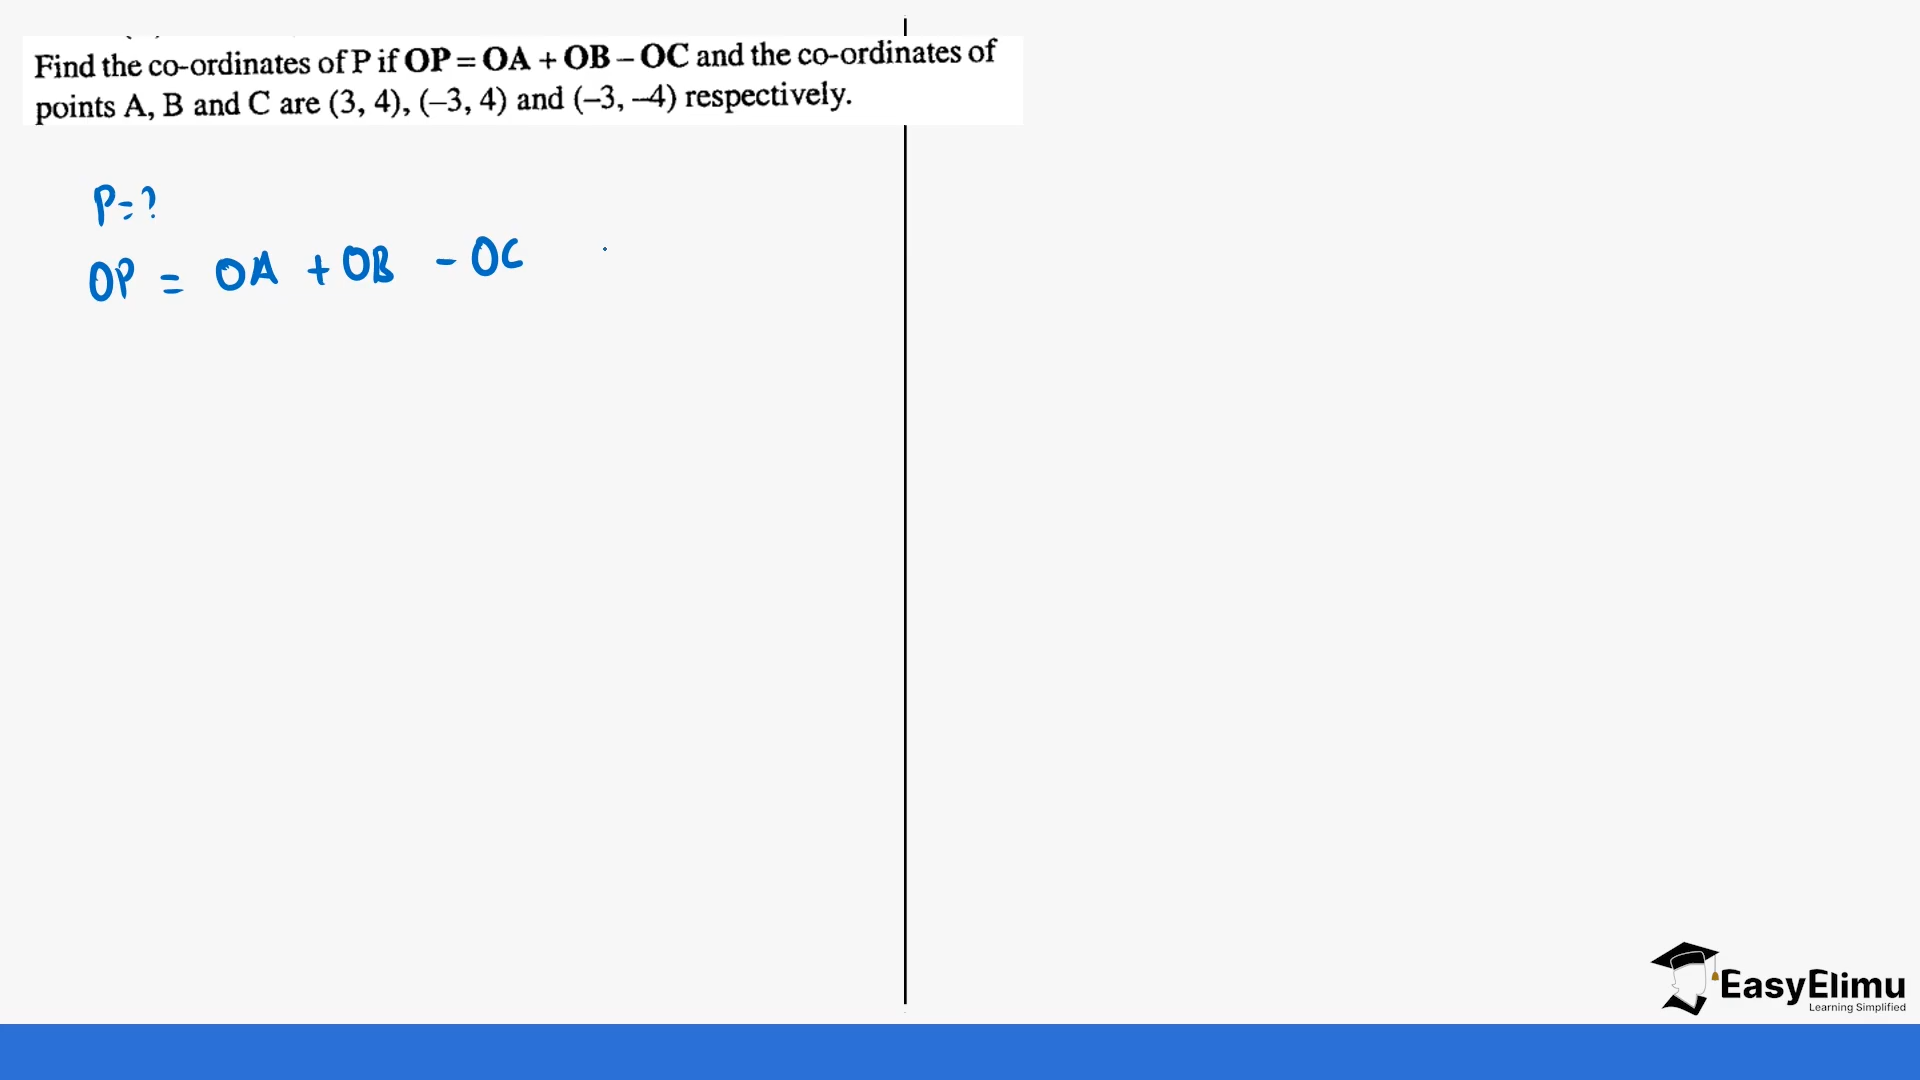 Find the co-ordinates of P if OP = OA + OB – OC and the co-ordinates of
points A, B and C are (3, 4), (–3, 4) and (–3, –4) respectively.
P = ?
OP = OA + OB - OC
EasyElimu
Learning Simplified